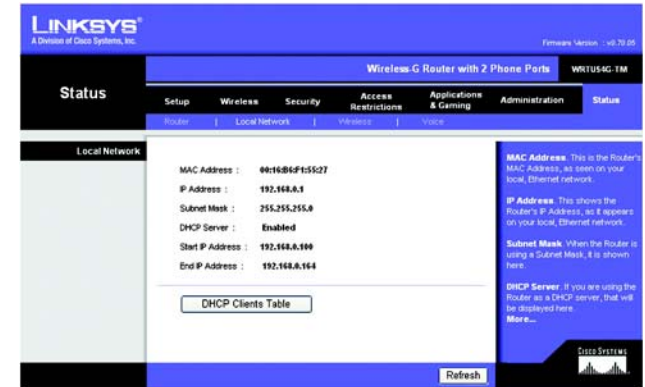 LINKSYS®
A Division of Cisco Systems, Inc.
Firmware Version : v0.70.05
Wireless-G Router with 2 Phone Ports WRTU54G-TM
Status
Setup Wireless Security Access Restrictions Applications & Gaming Administration Status
Router | Local Network | Wireless | Voice
Local Network
MAC Address : 00:16:B6:F1:55:27
IP Address : 192.168.0.1
Subnet Mask : 255.255.255.0
DHCP Server : Enabled
Start IP Address : 192.168.0.100
End IP Address : 192.168.0.164
DHCP Clients Table
MAC Address. This is the Router's
MAC Address, as seen on your
local, Ethernet network.
IP Address. This shows the
Router's IP Address, as it appears
on your local, Ethernet network.
Subnet Mask. When the Router is
using a Subnet Mask, it is shown
here.
DHCP Server. If you are using the
Router as a DHCP server, that will
be displayed here.
More...
Refresh
CISCO SYSTEMS